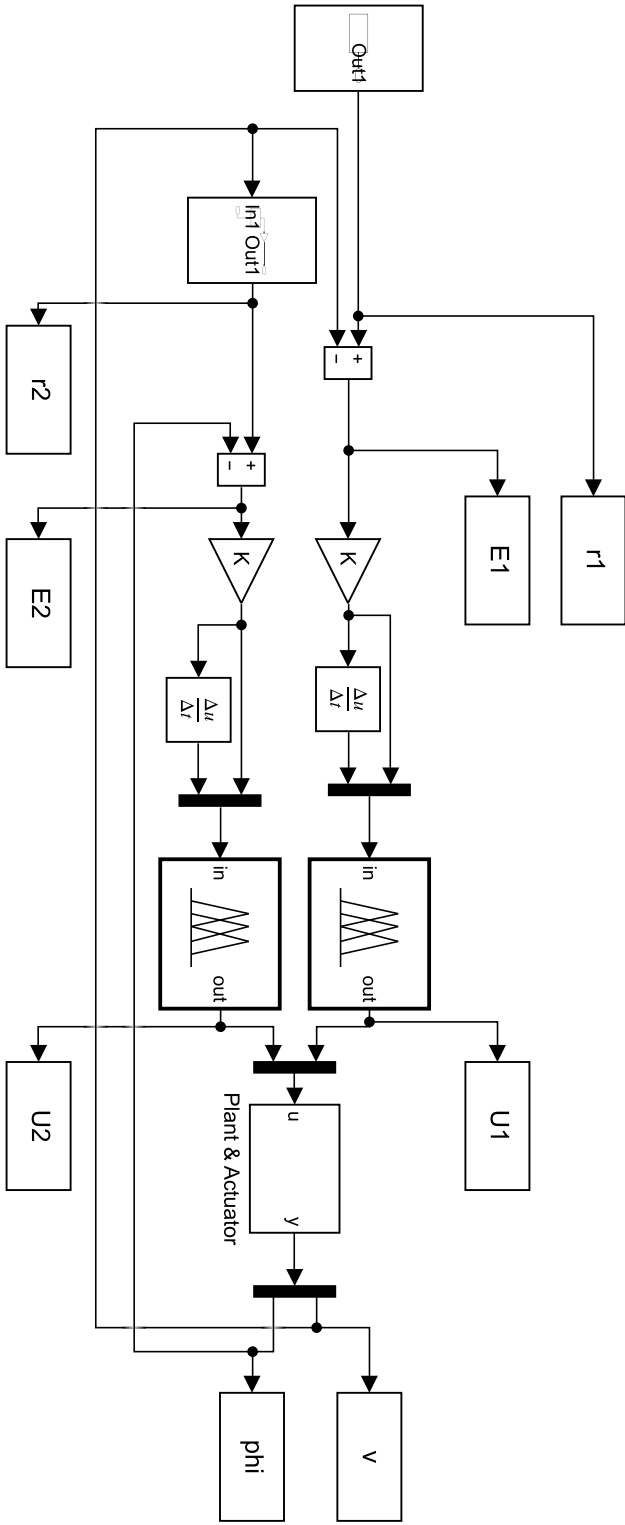 Out1
r1
+
−
E1
K
Δu
Δt
in
out
U1
v
In1 Out1
r2
+
−
E2
K
Δu
Δt
in
out
U2
u
y
Plant & Actuator
phi